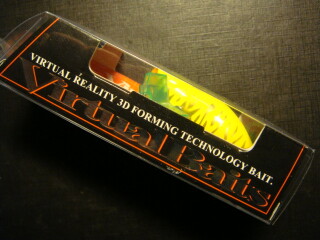 VIRTUAL REALITY 3D FORMING TECHNOLOGY BAIT.
Virtual Baits